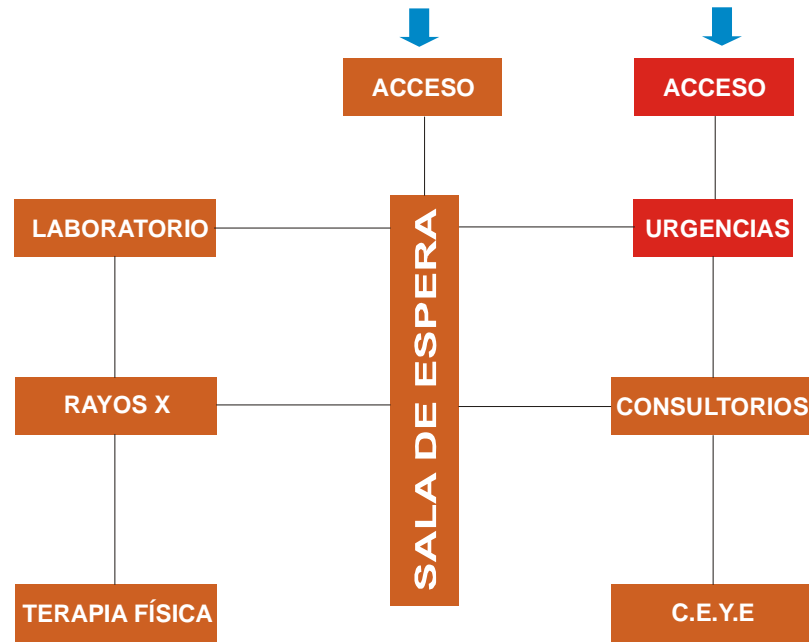 ACCESO
ACCESO
LABORATORIO
SALA DE ESPERA
URGENCIAS
RAYOS X
CONSULTORIOS
TERAPIA FÍSICA
C.E.Y.E